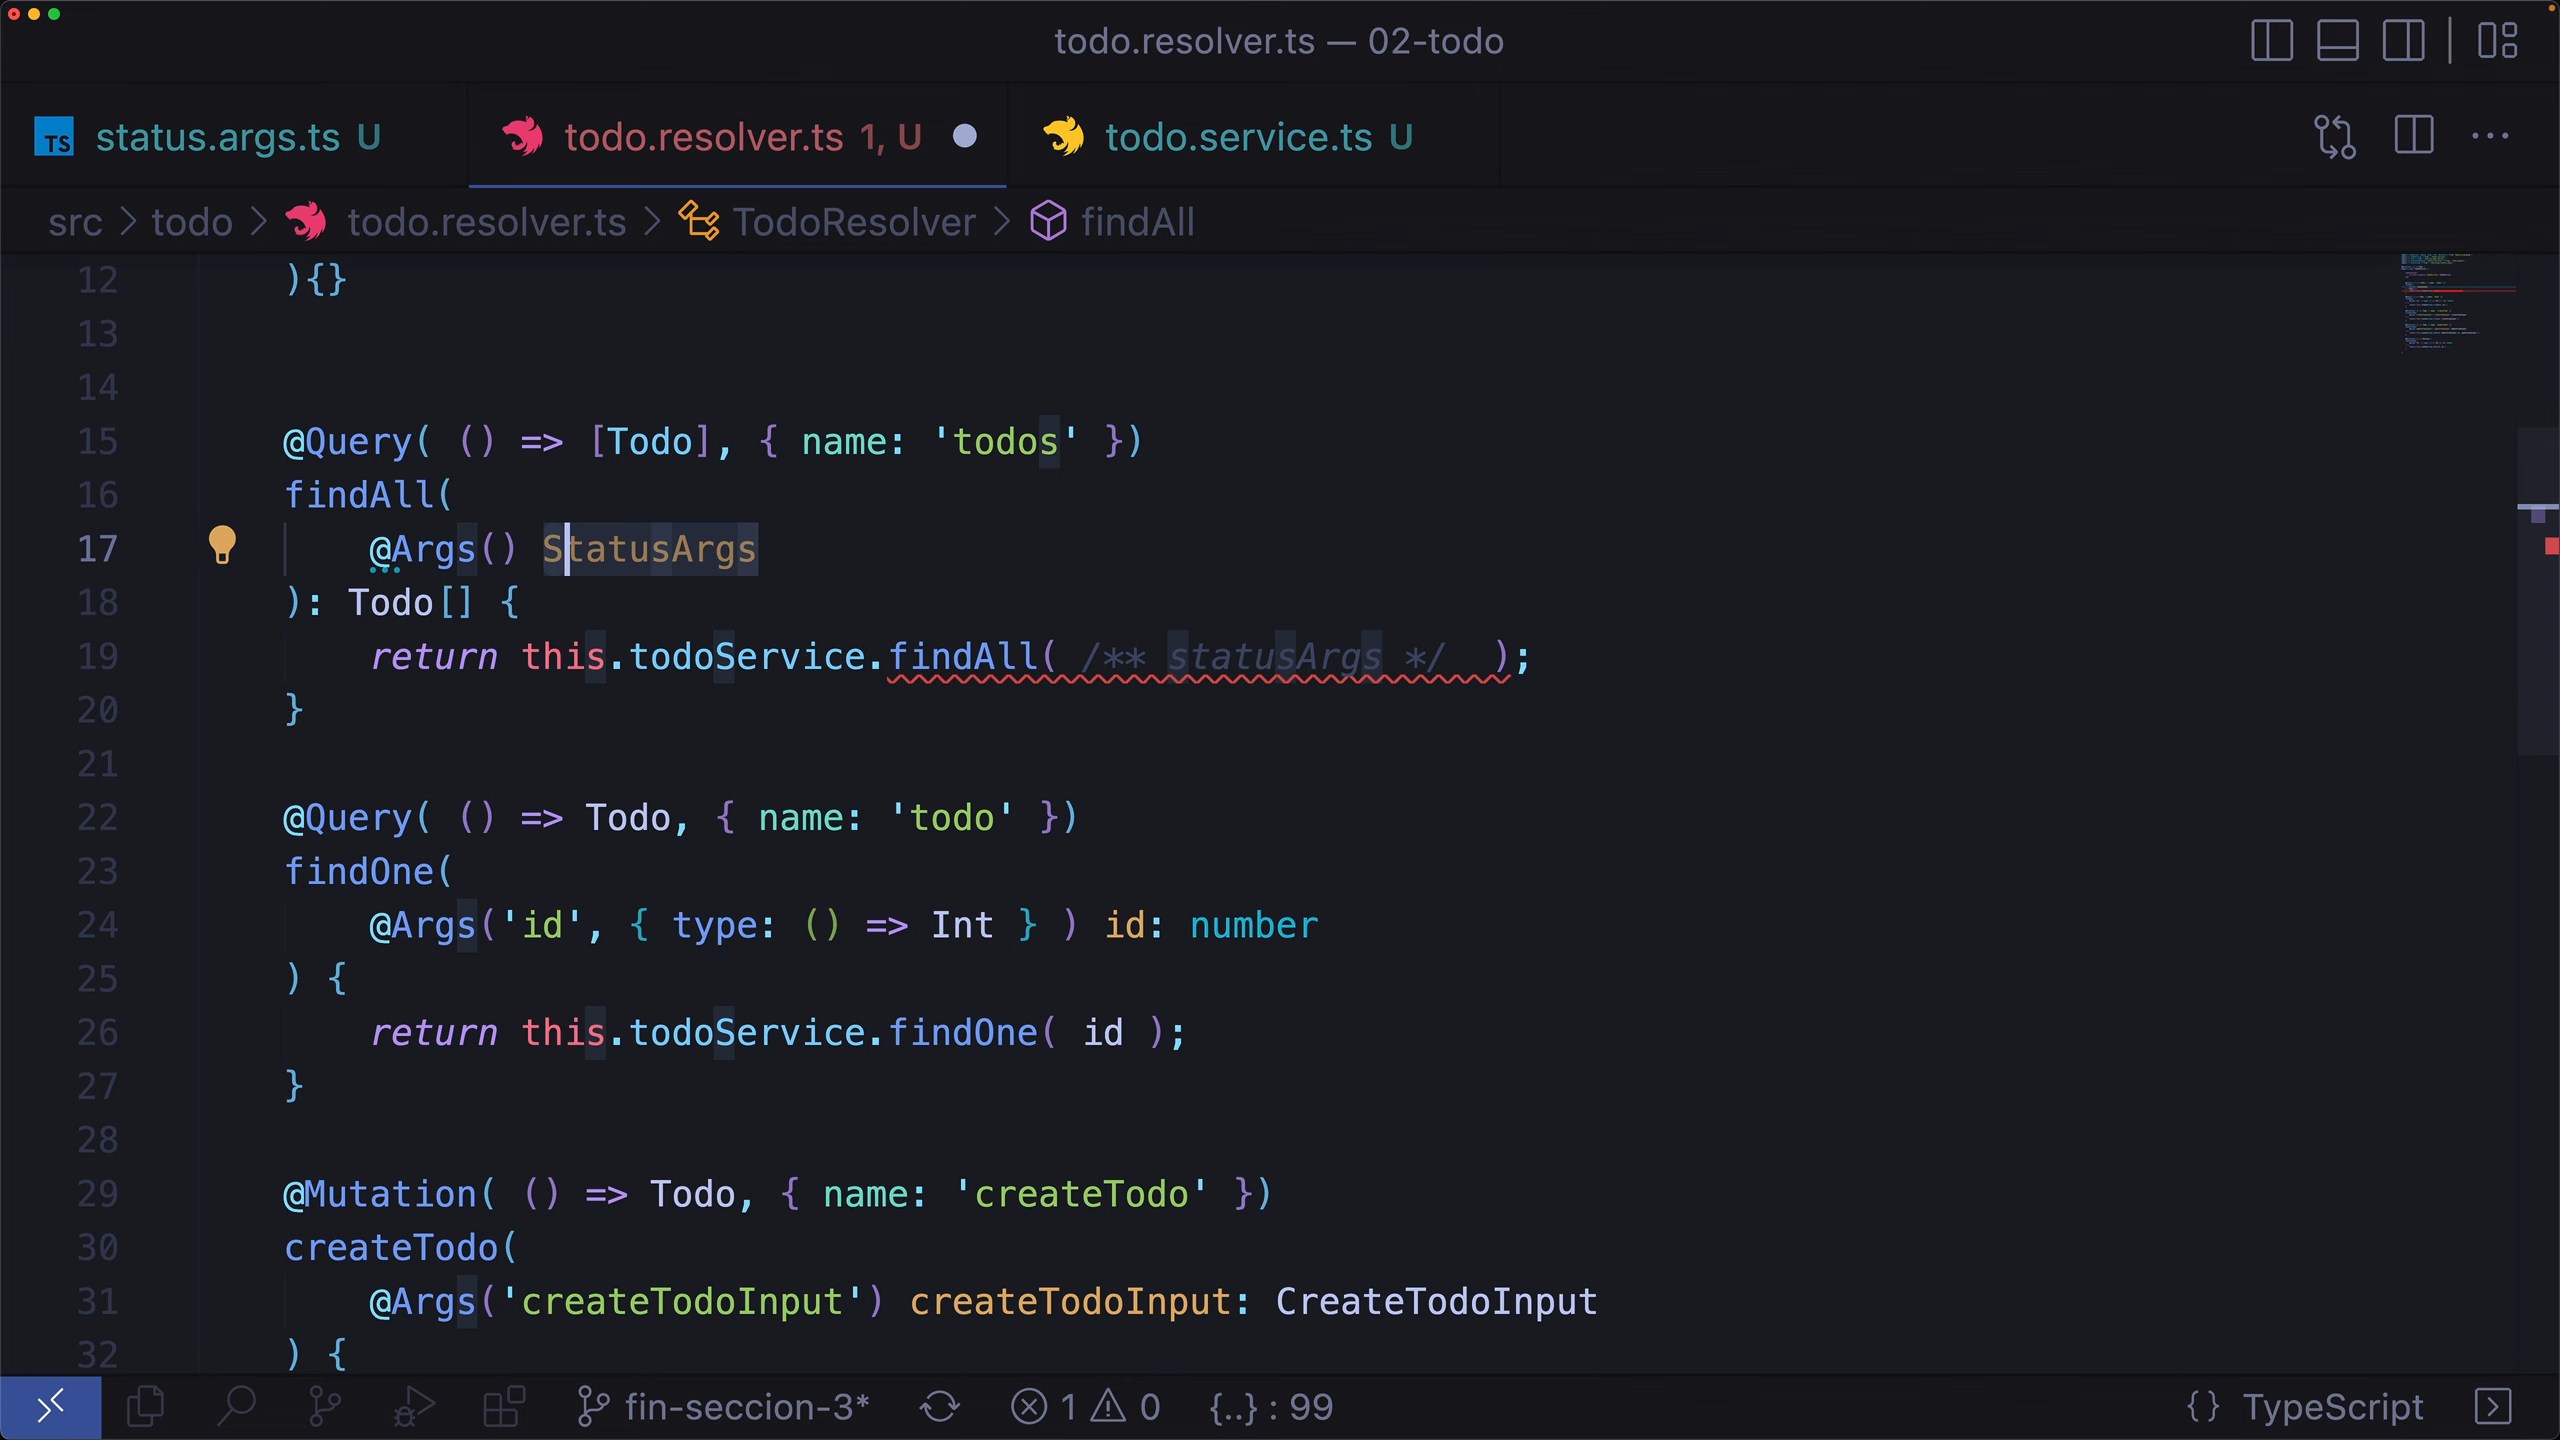 todo.resolver.ts — 02-todo
TS status.args.ts U
todo.resolver.ts 1, U
todo.service.ts U
src > todo > todo.resolver.ts > TodoResolver > findAll
12 ){}
13
14
15 @Query( () => [Todo], { name: 'todos' })
16 findAll(
17 @Args() StatusArgs
18 ): Todo[] {
19 return this.todoService.findAll( /** statusArgs */ );
20 }
21
22 @Query( () => Todo, { name: 'todo' })
23 findOne(
24 @Args('id', { type: () => Int } ) id: number
25 ) {
26 return this.todoService.findOne( id );
27 }
28
29 @Mutation( () => Todo, { name: 'createTodo' })
30 createTodo(
31 @Args('createTodoInput') createTodoInput: CreateTodoInput
32 ) {
fin-seccion-3* 1 0 {..} : 99 {} TypeScript